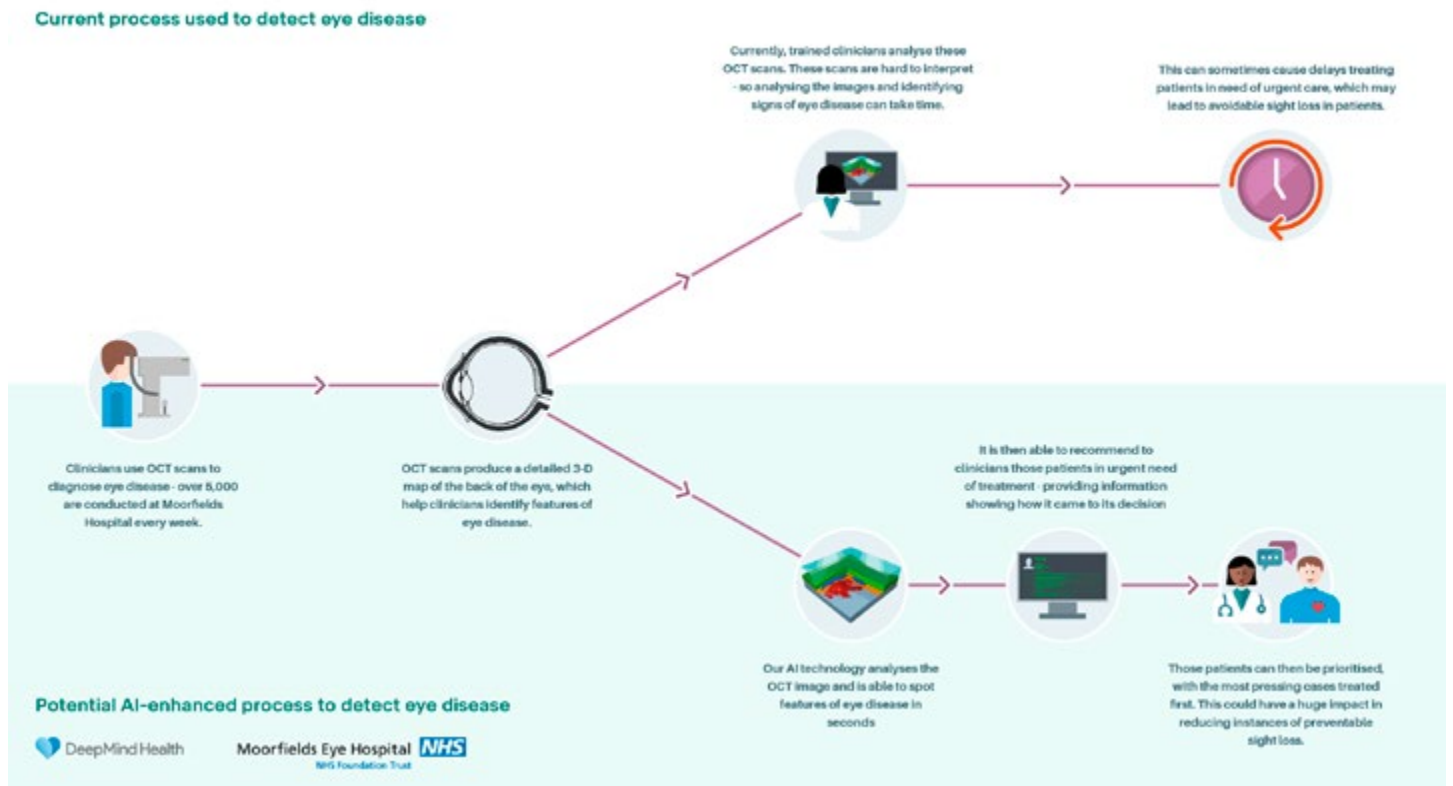 Current process used to detect eye disease
Currently, trained clinicians analyse these
OCT scans. These scans are hard to interpret
- so analysing the images and identifying
signs of eye disease can take time.
This can sometimes cause delays treating
patients in need of urgent care, which may
lead to avoidable sight loss in patients.
Clinicians use OCT scans to
diagnose eye disease - over 5,000
are conducted at Moorfields
Hospital every week.
OCT scans produce a detailed 3-D
map of the back of the eye, which
help clinicians identify features of
eye disease.
It is then able to recommend to
clinicians those patients in urgent need
of treatment - providing information
showing how it came to its decision
Our AI technology analyses the
OCT image and is able to spot
features of eye disease in
seconds
Those patients can then be prioritised,
with the most pressing cases treated
first. This could have a huge impact in
reducing instances of preventable
sight loss.
Potential AI-enhanced process to detect eye disease
DeepMind Health
Moorfields Eye Hospital NHS
NHS Foundation Trust